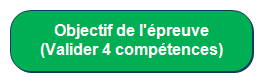 Objectif de l'épreuve
(Valider 4 compétences)